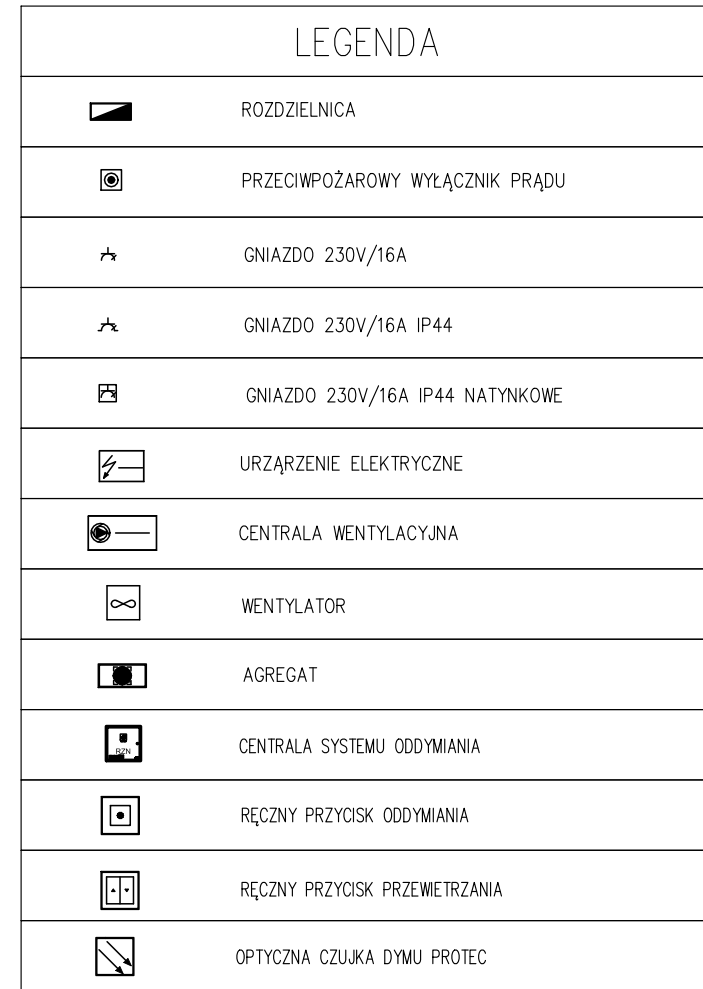 LEGENDA
ROZDZIELNICA
PRZECIWPOŻAROWY WYŁĄCZNIK PRĄDU
GNIAZDO 230V/16A
GNIAZDO 230V/16A IP44
GNIAZDO 230V/16A IP44 NATYNKOWE
URZĄRZENIE ELEKTRYCZNE
CENTRALA WENTYLACYJNA
WENTYLATOR
AGREGAT
RZN CENTRALA SYSTEMU ODDYMIANIA
RĘCZNY PRZYCISK ODDYMIANIA
RĘCZNY PRZYCISK PRZEWIETRZANIA
OPTYCZNA CZUJKA DYMU PROTEC